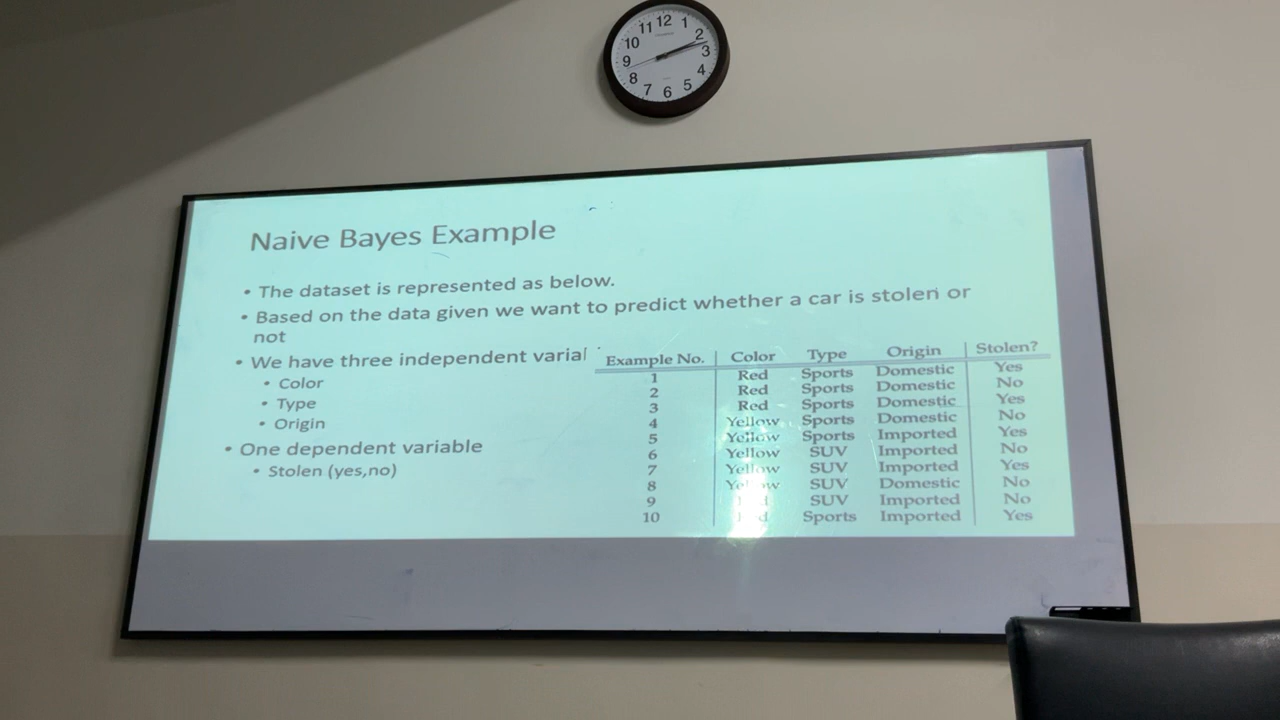 11 12 1
10 2
9 3
8 4
7 6 5
Naive Bayes Example
• The dataset is represented as below.
• Based on the data given we want to predict whether a car is stolen or
not
• We have three independent varial
• Color
• Type
• Origin
• One dependent variable
• Stolen (yes,no)
Example No. Color Type Origin Stolen?
1 Red Sports Domestic Yes
2 Red Sports Domestic No
3 Red Sports Domestic Yes
4 Yellow Sports Domestic No
5 Yellow Sports Imported Yes
6 Yellow SUV Imported No
7 Yellow SUV Imported Yes
8 Yellow SUV Domestic No
9 SUV Imported No
10 Sports Imported Yes